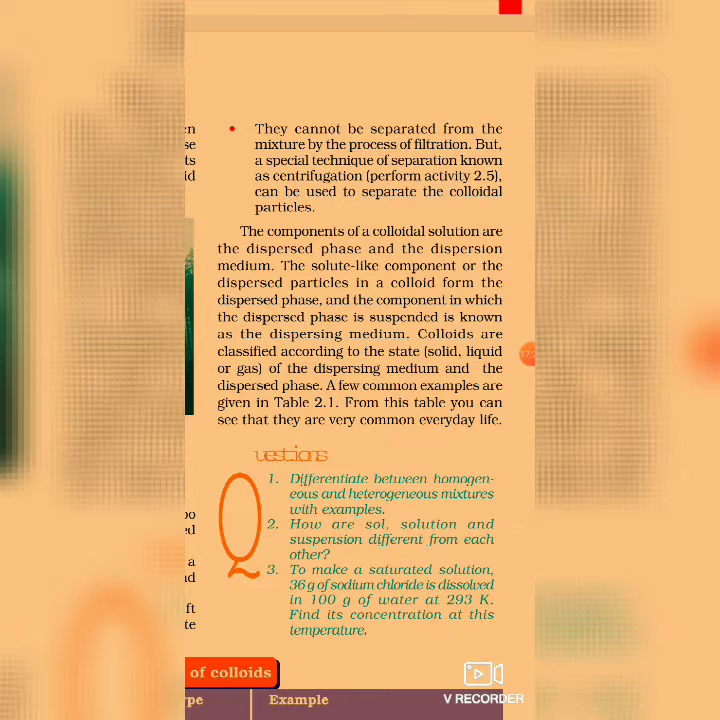 en
se
ts
id
• They cannot be separated from the
mixture by the process of filtration. But,
a special technique of separation known
as centrifugation (perform activity 2.5),
can be used to separate the colloidal
particles.
The components of a colloidal solution are
the dispersed phase and the dispersion
medium. The solute-like component or the
dispersed particles in a colloid form the
dispersed phase, and the component in which
the dispersed phase is suspended is known
as the dispersing medium. Colloids are
classified according to the state (solid, liquid
or gas) of the dispersing medium and the
dispersed phase. A few common examples are
given in Table 2.1. From this table you can
see that they are very common everyday life.
Questions
1. Differentiate between homogen-
eous and heterogeneous mixtures
with examples.
2. How are sol, solution and
suspension different from each
other?
3. To make a saturated solution,
36 g of sodium chloride is dissolved
in 100 g of water at 293 K.
Find its concentration at this
temperature.
a
ft
te
of colloids
Example
V RECORDER